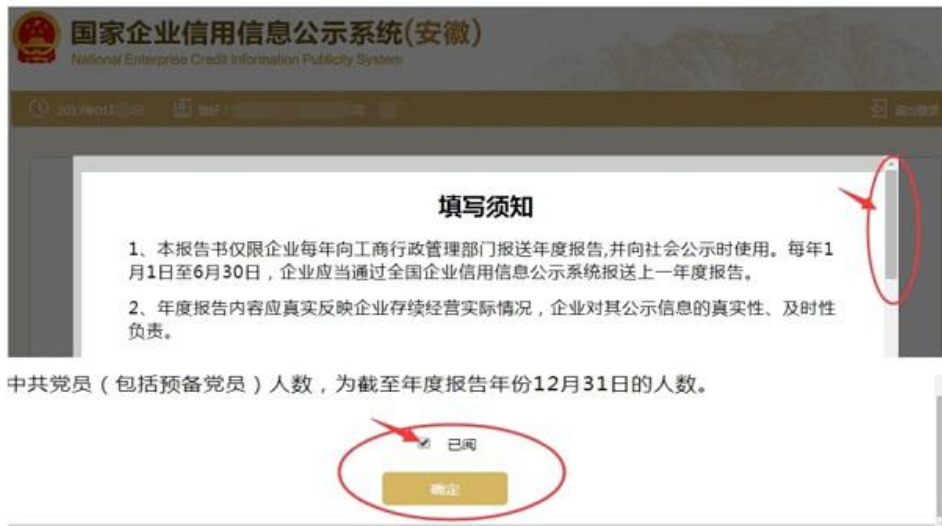 国家企业信用信息公示系统(安徽)
National Enterprise Credit Information Publicity System
退出登录
填写须知
1、本报告书仅限企业每年向工商行政管理部门报送年度报告,并向社会公示时使用。每年1
月1日至6月30日，企业应当通过全国企业信用信息公示系统报送上一年度报告。
2、年度报告内容应真实反映企业存续经营实际情况，企业对其公示信息的真实性、及时性
负责。
中共党员（包括预备党员）人数，为截至年度报告年份12月31日的人数。
已阅
确定